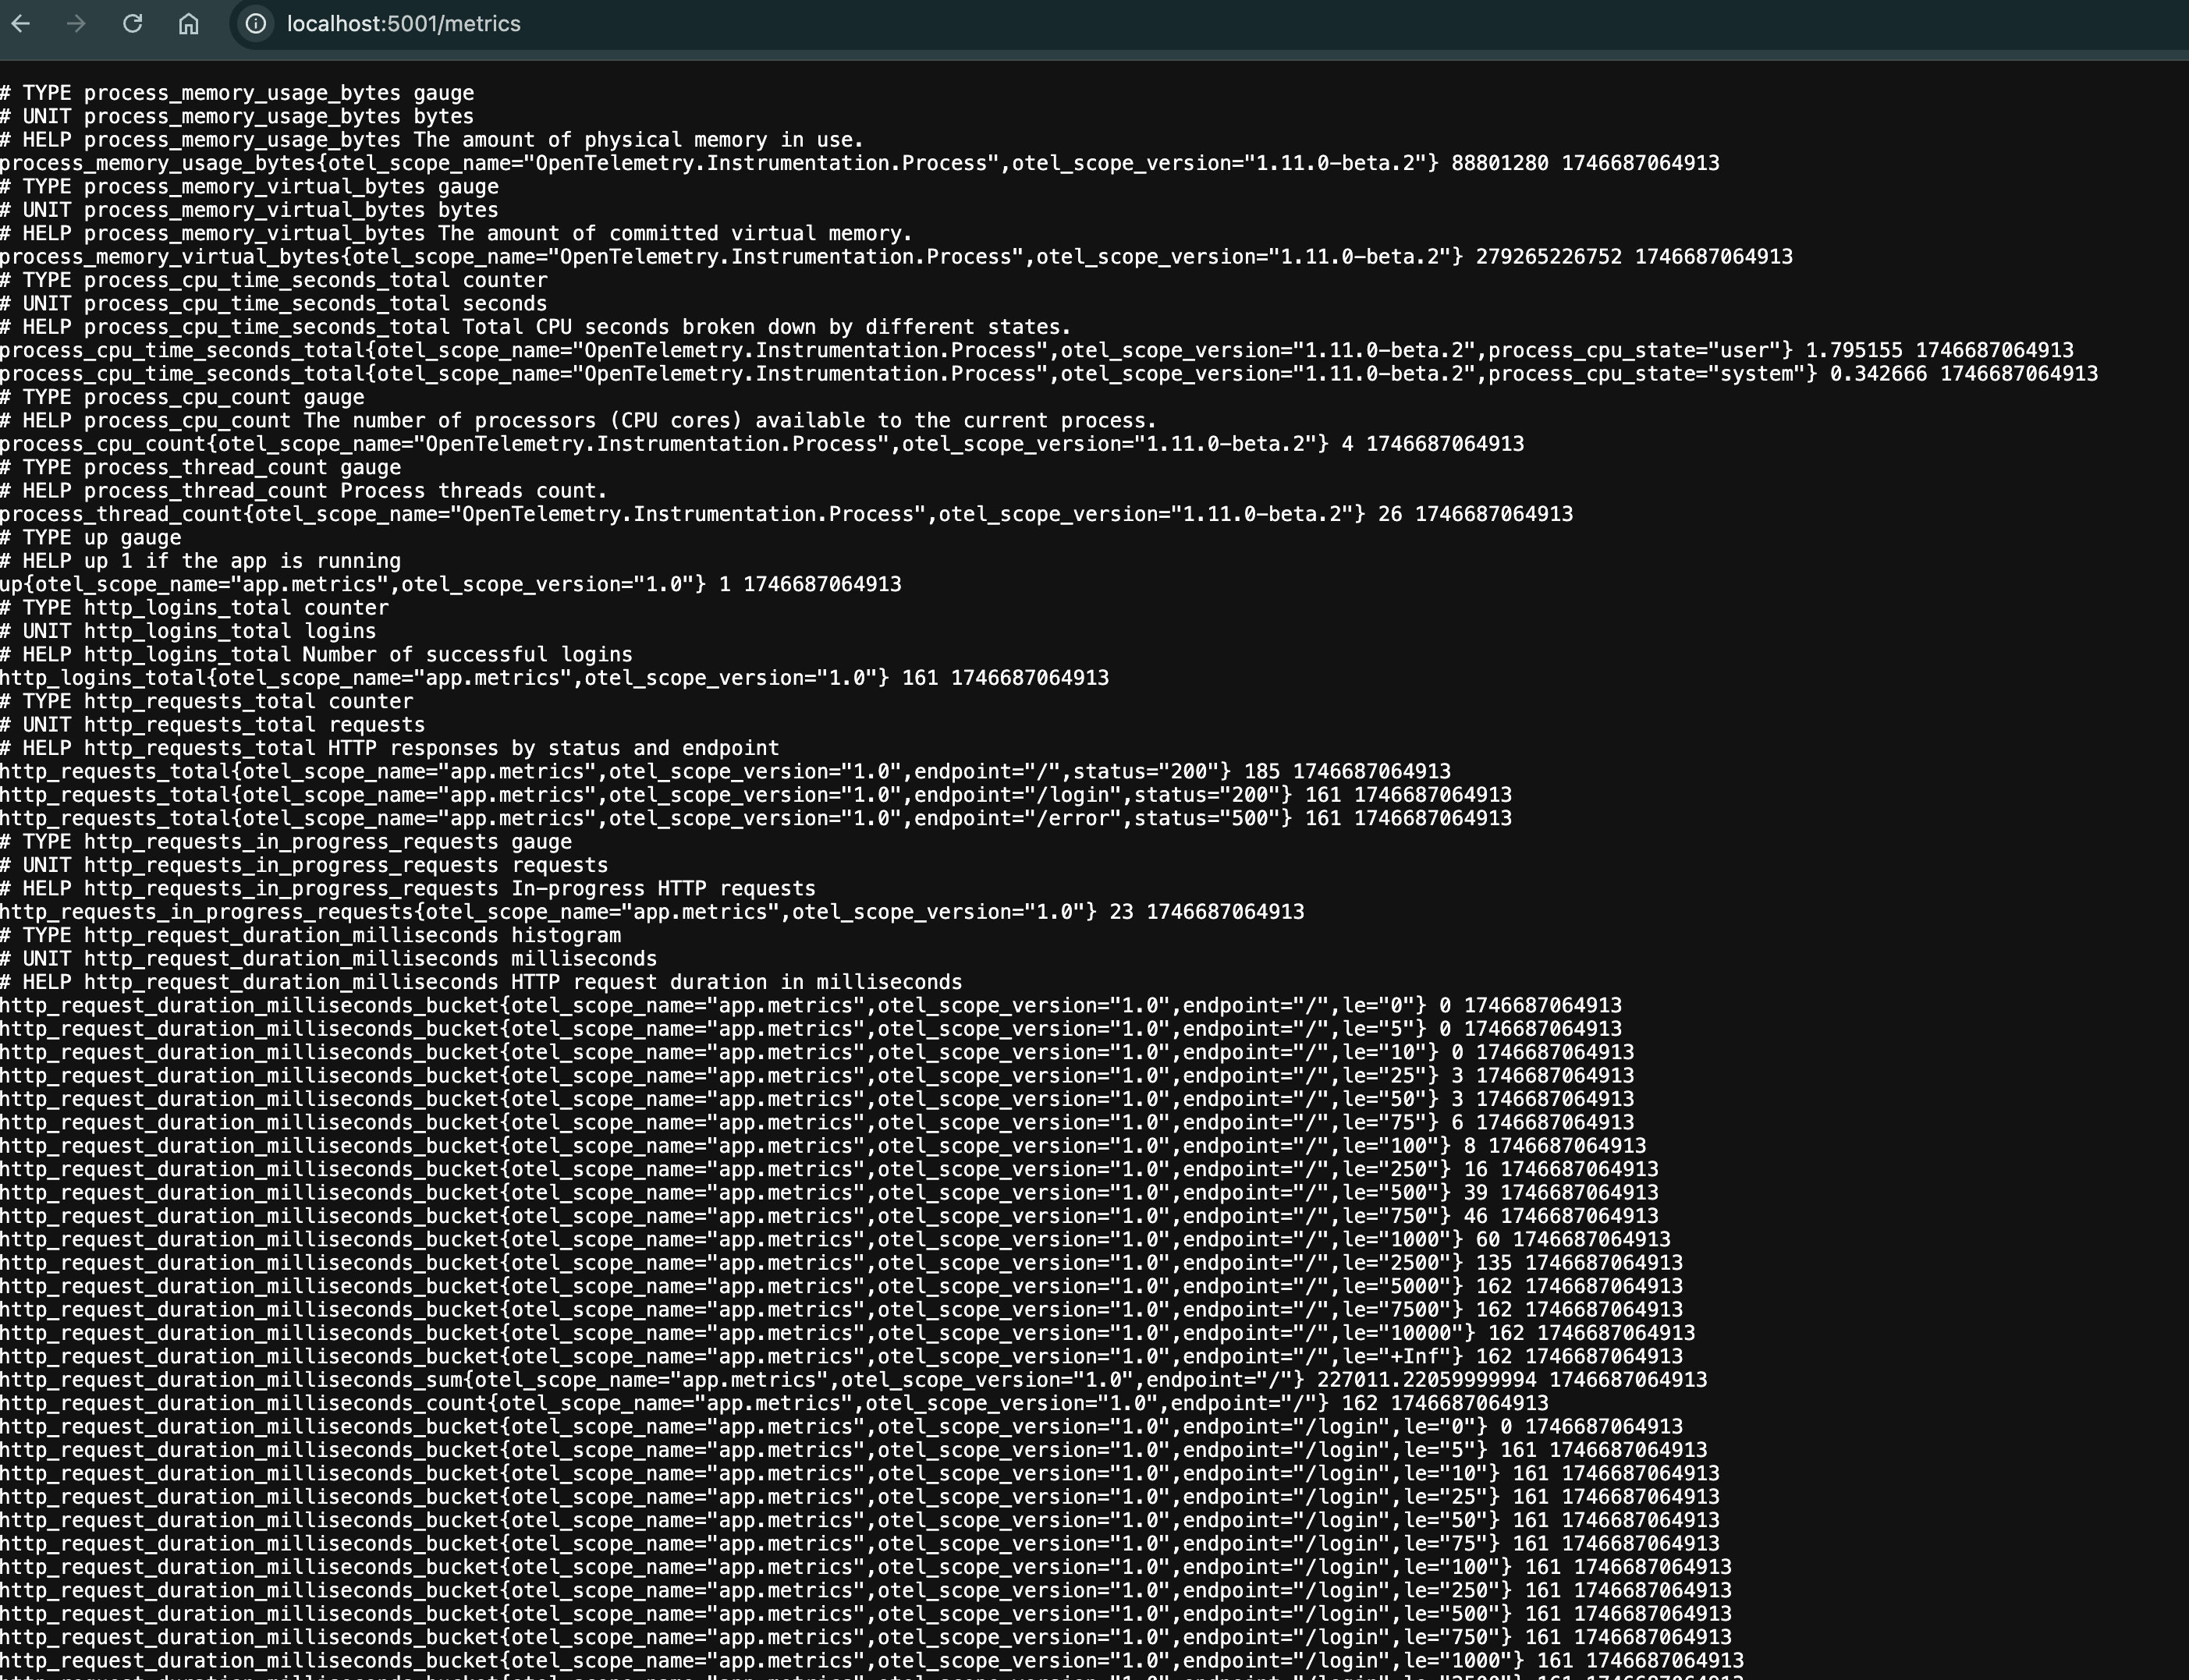 localhost:5001/metrics
# TYPE process_memory_usage_bytes gauge
# UNIT process_memory_usage_bytes bytes
# HELP process_memory_usage_bytes The amount of physical memory in use.
process_memory_usage_bytes{otel_scope_name="OpenTelemetry.Instrumentation.Process",otel_scope_version="1.11.0-beta.2"} 88801280 1746687064913
# TYPE process_memory_virtual_bytes gauge
# UNIT process_memory_virtual_bytes bytes
# HELP process_memory_virtual_bytes The amount of committed virtual memory.
process_memory_virtual_bytes{otel_scope_name="OpenTelemetry.Instrumentation.Process",otel_scope_version="1.11.0-beta.2"} 279265226752 1746687064913
# TYPE process_cpu_time_seconds_total counter
# UNIT process_cpu_time_seconds_total seconds
# HELP process_cpu_time_seconds_total Total CPU seconds broken down by different states.
process_cpu_time_seconds_total{otel_scope_name="OpenTelemetry.Instrumentation.Process",otel_scope_version="1.11.0-beta.2",process_cpu_state="user"} 1.795155 1746687064913
process_cpu_time_seconds_total{otel_scope_name="OpenTelemetry.Instrumentation.Process",otel_scope_version="1.11.0-beta.2",process_cpu_state="system"} 0.342666 1746687064913
# TYPE process_cpu_count gauge
# HELP process_cpu_count The number of processors (CPU cores) available to the current process.
process_cpu_count{otel_scope_name="OpenTelemetry.Instrumentation.Process",otel_scope_version="1.11.0-beta.2"} 4 1746687064913
# TYPE process_thread_count gauge
# HELP process_thread_count Process threads count.
process_thread_count{otel_scope_name="OpenTelemetry.Instrumentation.Process",otel_scope_version="1.11.0-beta.2"} 26 1746687064913
# TYPE up gauge
# HELP up 1 if the app is running
up{otel_scope_name="app.metrics",otel_scope_version="1.0"} 1 1746687064913
# TYPE http_logins_total counter
# UNIT http_logins_total logins
# HELP http_logins_total Number of successful logins
http_logins_total{otel_scope_name="app.metrics",otel_scope_version="1.0"} 161 1746687064913
# TYPE http_requests_total counter
# UNIT http_requests_total requests
# HELP http_requests_total HTTP responses by status and endpoint
http_requests_total{otel_scope_name="app.metrics",otel_scope_version="1.0",endpoint="/",status="200"} 185 1746687064913
http_requests_total{otel_scope_name="app.metrics",otel_scope_version="1.0",endpoint="/login",status="200"} 161 1746687064913
http_requests_total{otel_scope_name="app.metrics",otel_scope_version="1.0",endpoint="/error",status="500"} 161 1746687064913
# TYPE http_requests_in_progress_requests gauge
# UNIT http_requests_in_progress_requests requests
# HELP http_requests_in_progress_requests In-progress HTTP requests
http_requests_in_progress_requests{otel_scope_name="app.metrics",otel_scope_version="1.0"} 23 1746687064913
# TYPE http_request_duration_milliseconds histogram
# UNIT http_request_duration_milliseconds milliseconds
# HELP http_request_duration_milliseconds HTTP request duration in milliseconds
http_request_duration_milliseconds_bucket{otel_scope_name="app.metrics",otel_scope_version="1.0",endpoint="/",le="0"} 0 1746687064913
http_request_duration_milliseconds_bucket{otel_scope_name="app.metrics",otel_scope_version="1.0",endpoint="/",le="5"} 0 1746687064913
http_request_duration_milliseconds_bucket{otel_scope_name="app.metrics",otel_scope_version="1.0",endpoint="/",le="10"} 0 1746687064913
http_request_duration_milliseconds_bucket{otel_scope_name="app.metrics",otel_scope_version="1.0",endpoint="/",le="25"} 3 1746687064913
http_request_duration_milliseconds_bucket{otel_scope_name="app.metrics",otel_scope_version="1.0",endpoint="/",le="50"} 3 1746687064913
http_request_duration_milliseconds_bucket{otel_scope_name="app.metrics",otel_scope_version="1.0",endpoint="/",le="75"} 6 1746687064913
http_request_duration_milliseconds_bucket{otel_scope_name="app.metrics",otel_scope_version="1.0",endpoint="/",le="100"} 8 1746687064913
http_request_duration_milliseconds_bucket{otel_scope_name="app.metrics",otel_scope_version="1.0",endpoint="/",le="250"} 16 1746687064913
http_request_duration_milliseconds_bucket{otel_scope_name="app.metrics",otel_scope_version="1.0",endpoint="/",le="500"} 39 1746687064913
http_request_duration_milliseconds_bucket{otel_scope_name="app.metrics",otel_scope_version="1.0",endpoint="/",le="750"} 46 1746687064913
http_request_duration_milliseconds_bucket{otel_scope_name="app.metrics",otel_scope_version="1.0",endpoint="/",le="1000"} 60 1746687064913
http_request_duration_milliseconds_bucket{otel_scope_name="app.metrics",otel_scope_version="1.0",endpoint="/",le="2500"} 135 1746687064913
http_request_duration_milliseconds_bucket{otel_scope_name="app.metrics",otel_scope_version="1.0",endpoint="/",le="5000"} 162 1746687064913
http_request_duration_milliseconds_bucket{otel_scope_name="app.metrics",otel_scope_version="1.0",endpoint="/",le="7500"} 162 1746687064913
http_request_duration_milliseconds_bucket{otel_scope_name="app.metrics",otel_scope_version="1.0",endpoint="/",le="10000"} 162 1746687064913
http_request_duration_milliseconds_bucket{otel_scope_name="app.metrics",otel_scope_version="1.0",endpoint="/",le="+Inf"} 162 1746687064913
http_request_duration_milliseconds_sum{otel_scope_name="app.metrics",otel_scope_version="1.0",endpoint="/"} 227011.22059999994 1746687064913
http_request_duration_milliseconds_count{otel_scope_name="app.metrics",otel_scope_version="1.0",endpoint="/"} 162 1746687064913
http_request_duration_milliseconds_bucket{otel_scope_name="app.metrics",otel_scope_version="1.0",endpoint="/login",le="0"} 0 1746687064913
http_request_duration_milliseconds_bucket{otel_scope_name="app.metrics",otel_scope_version="1.0",endpoint="/login",le="5"} 161 1746687064913
http_request_duration_milliseconds_bucket{otel_scope_name="app.metrics",otel_scope_version="1.0",endpoint="/login",le="10"} 161 1746687064913
http_request_duration_milliseconds_bucket{otel_scope_name="app.metrics",otel_scope_version="1.0",endpoint="/login",le="25"} 161 1746687064913
http_request_duration_milliseconds_bucket{otel_scope_name="app.metrics",otel_scope_version="1.0",endpoint="/login",le="50"} 161 1746687064913
http_request_duration_milliseconds_bucket{otel_scope_name="app.metrics",otel_scope_version="1.0",endpoint="/login",le="75"} 161 1746687064913
http_request_duration_milliseconds_bucket{otel_scope_name="app.metrics",otel_scope_version="1.0",endpoint="/login",le="100"} 161 1746687064913
http_request_duration_milliseconds_bucket{otel_scope_name="app.metrics",otel_scope_version="1.0",endpoint="/login",le="250"} 161 1746687064913
http_request_duration_milliseconds_bucket{otel_scope_name="app.metrics",otel_scope_version="1.0",endpoint="/login",le="500"} 161 1746687064913
http_request_duration_milliseconds_bucket{otel_scope_name="app.metrics",otel_scope_version="1.0",endpoint="/login",le="750"} 161 1746687064913
http_request_duration_milliseconds_bucket{otel_scope_name="app.metrics",otel_scope_version="1.0",endpoint="/login",le="1000"} 161 1746687064913